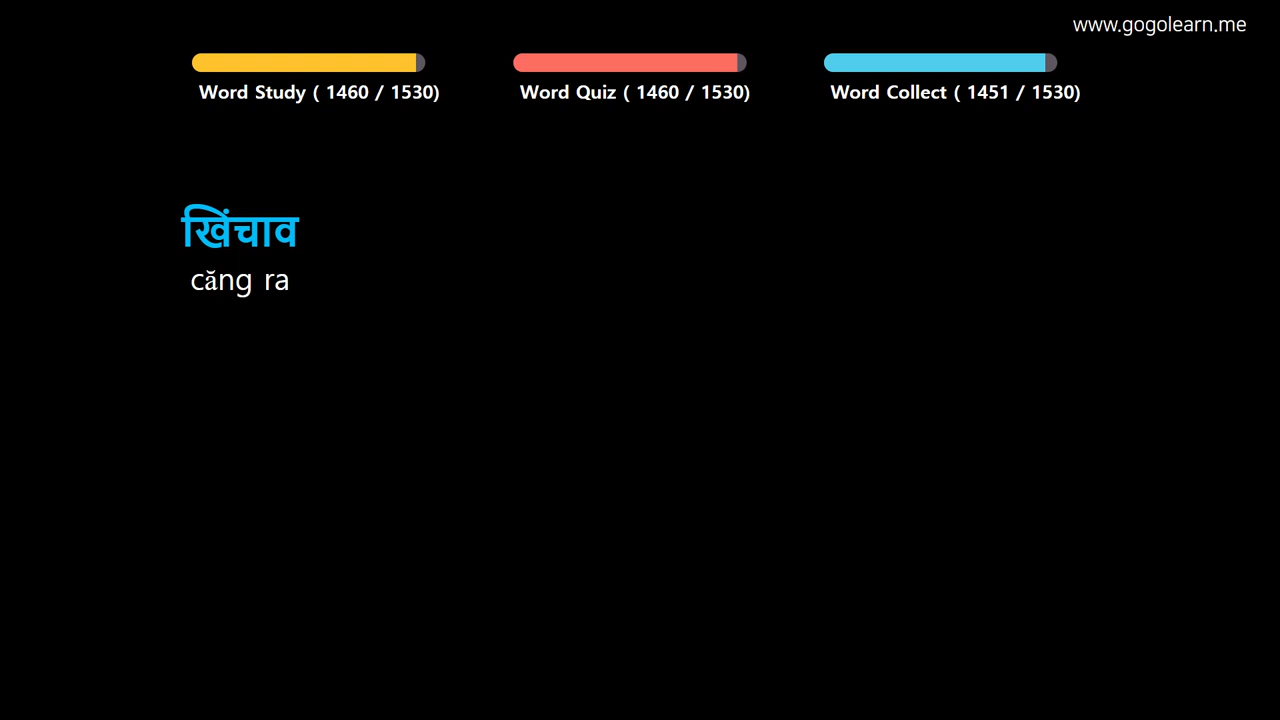 www.gogolearn.me
Word Study ( 1460 / 1530)
Word Quiz ( 1460 / 1530)
Word Collect ( 1451 / 1530)
खिंचाव
căng ra